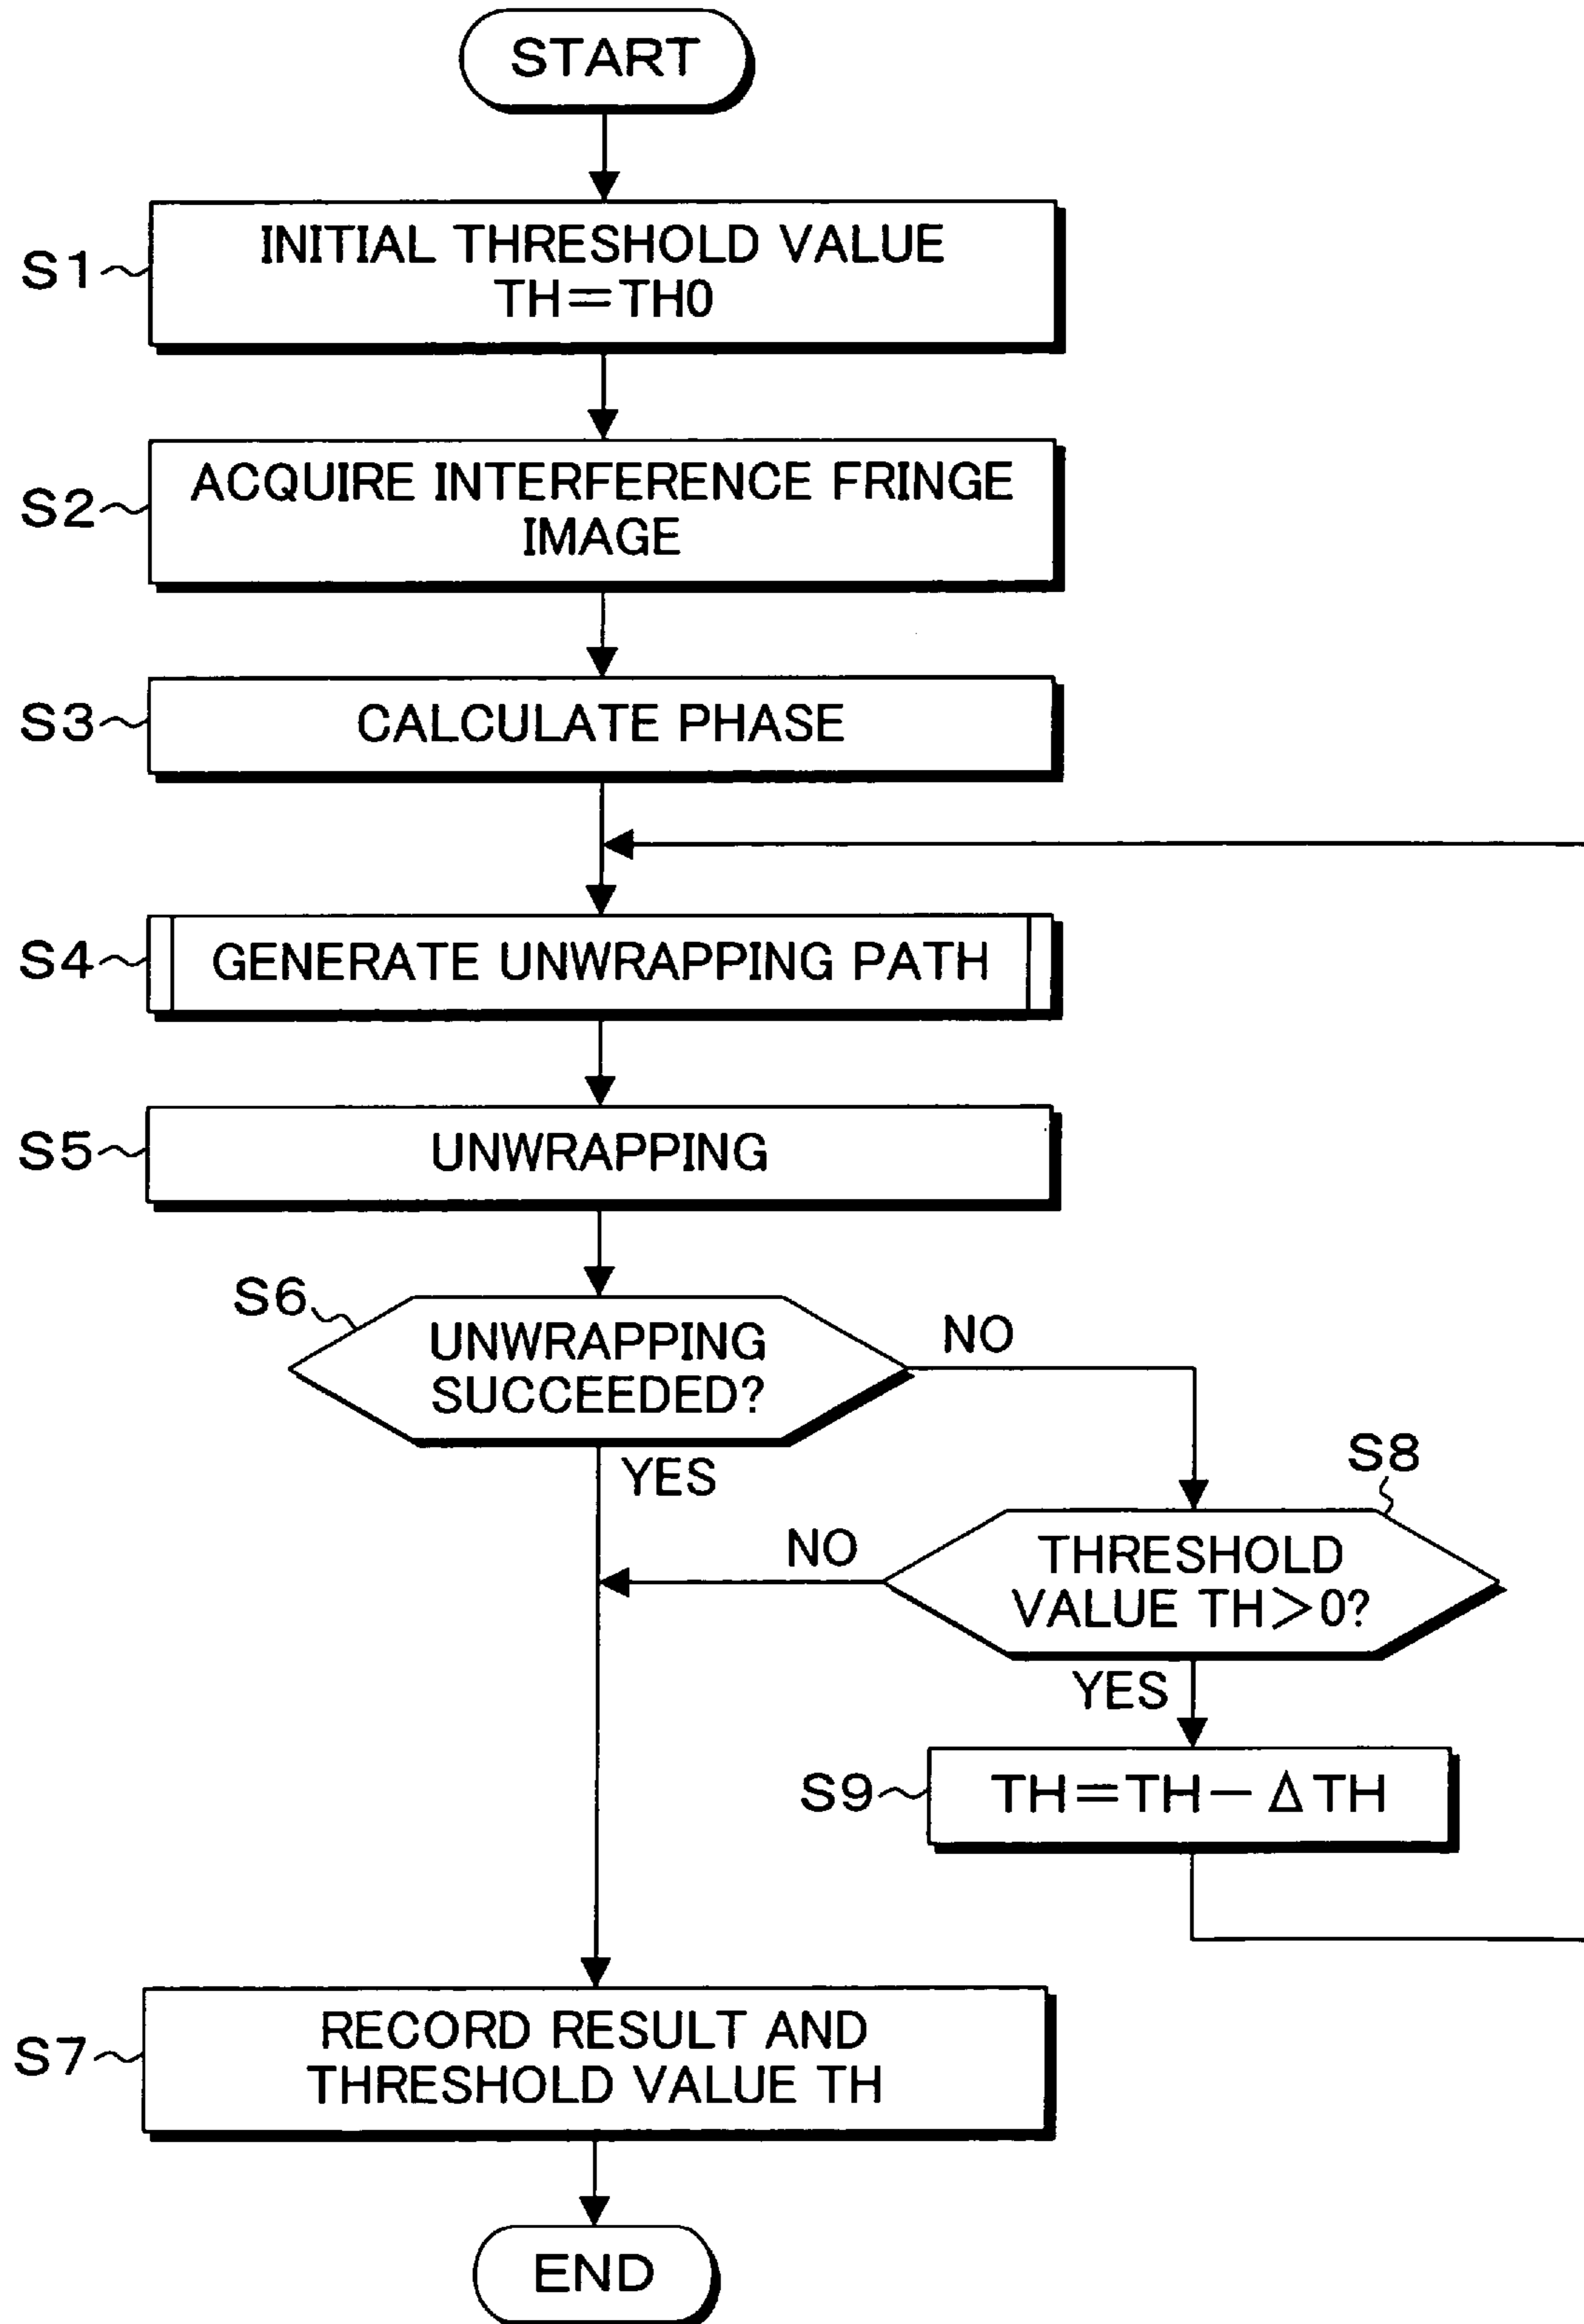 START
S1
INITIAL THRESHOLD VALUE
TH=TH0
S2
ACQUIRE INTERFERENCE FRINGE
IMAGE
S3
CALCULATE PHASE
S4
GENERATE UNWRAPPING PATH
S5
UNWRAPPING
S6
UNWRAPPING
SUCCEEDED?
NO
YES
S8
THRESHOLD
VALUE TH>0?
NO
YES
S9
TH=TH-ΔTH
S7
RECORD RESULT AND
THRESHOLD VALUE TH
END